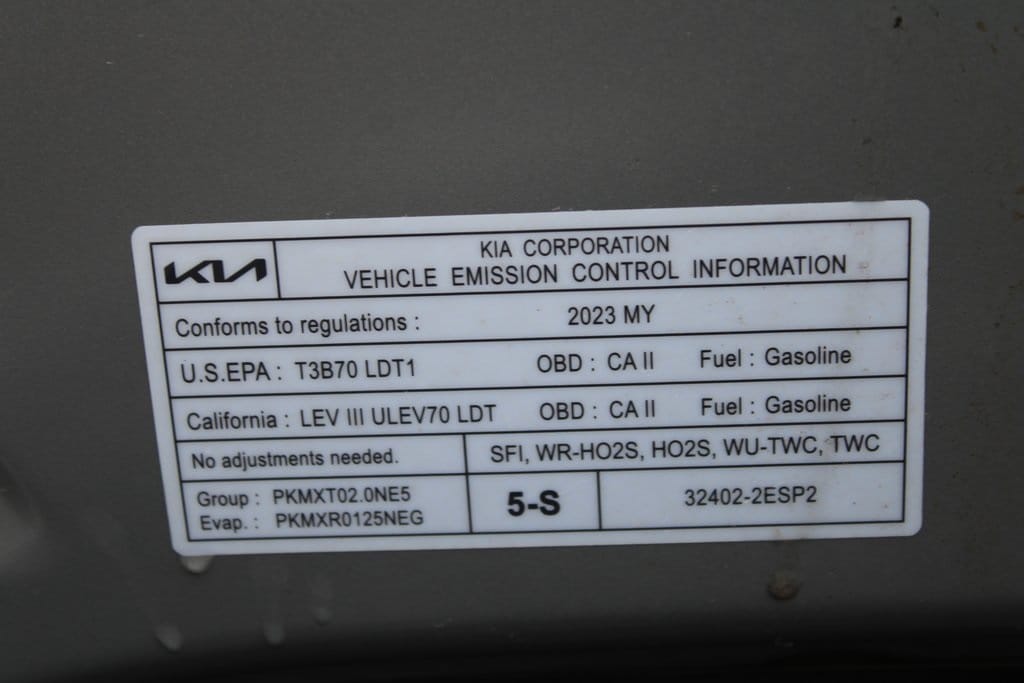 KIA
KIA CORPORATION
VEHICLE EMISSION CONTROL INFORMATION
Conforms to regulations : 2023 MY
U.S.EPA : T3B70 LDT1 OBD : CA II Fuel : Gasoline
California : LEV III ULEV70 LDT OBD : CA II Fuel : Gasoline
No adjustments needed. SFI, WR-HO2S, HO2S, WU-TWC, TWC
Group : PKMXT02.0NE5
Evap. : PKMXR0125NEG
5-S
32402-2ESP2